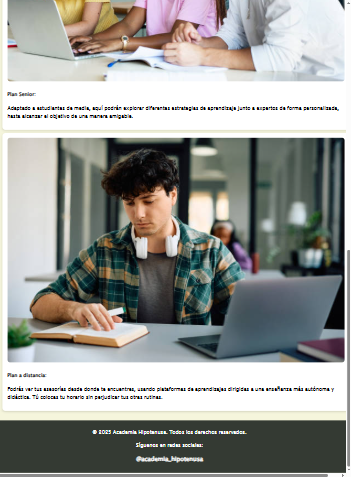 Plan Senior:
Adaptado a estudiantes de media, aquí podrán explorar diferentes estrategias de aprendizaje junto a expertos de forma personalizada,
hasta alcanzar el objetivo de una manera amigable.
Plan a distancia:
Podrás ver tus asesorías desde donde te encuentres, usando plataformas de aprendizajes dirigidas a una enseñanza más autónoma y
didáctica. Tú colocas tu horario sin perjudicar tus otras rutinas.
© 2025 Academia Hipotenusa. Todos los derechos reservados.
Síguenos en redes sociales:
@academia_hipotenusa